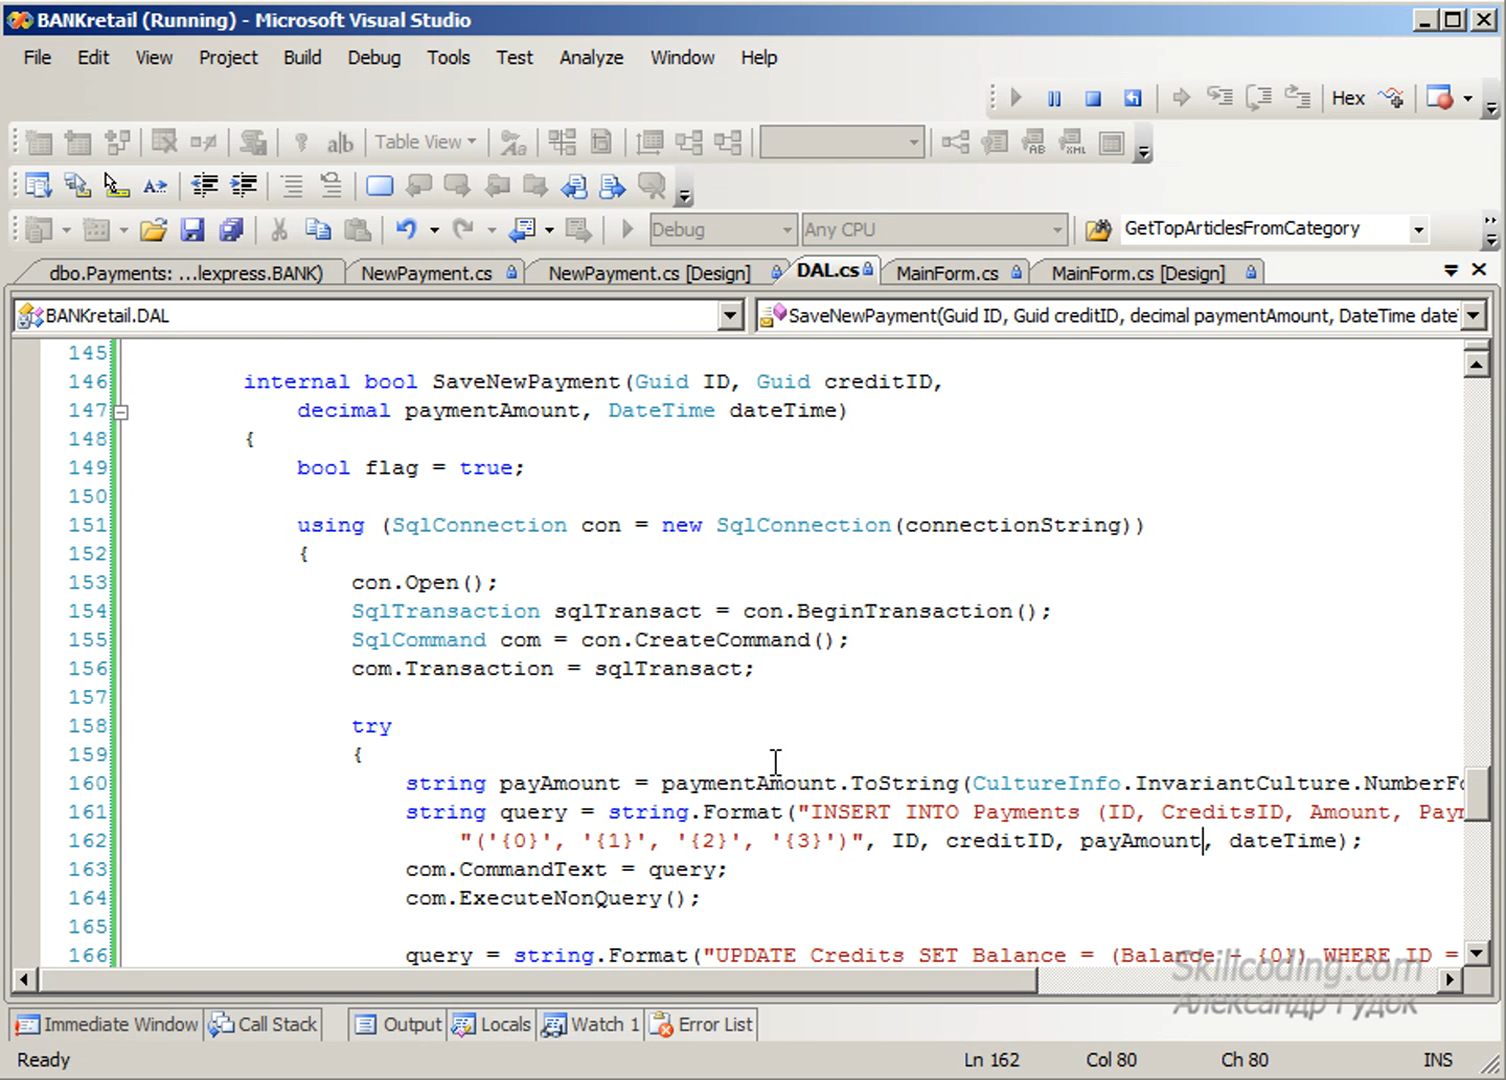 BANKretail (Running) - Microsoft Visual Studio
File Edit View Project Build Debug Tools Test Analyze Window Help
Hex
ab Table View
Debug Any CPU GetTopArticlesFromCategory
dbo.Payments: ...lexpress.BANK) NewPayment.cs NewPayment.cs [Design] DAL.cs MainForm.cs MainForm.cs [Design]
BANKretail.DAL SaveNewPayment(Guid ID, Guid creditID, decimal paymentAmount, DateTime date
145
146 internal bool SaveNewPayment(Guid ID, Guid creditID,
147 decimal paymentAmount, DateTime dateTime)
148 {
149 bool flag = true;
150
151 using (SqlConnection con = new SqlConnection(connectionString))
152 {
153 con.Open();
154 SqlTransaction sqlTransact = con.BeginTransaction();
155 SqlCommand com = con.CreateCommand();
156 com.Transaction = sqlTransact;
157
158 try
159 {
160 string payAmount = paymentAmount.ToString(CultureInfo.InvariantCulture.NumberFo
161 string query = string.Format("INSERT INTO Payments (ID, CreditsID, Amount, Paym
162 "('{0}', '{1}', '{2}', '{3}')", ID, creditID, payAmount, dateTime);
163 com.CommandText = query;
164 com.ExecuteNonQuery();
165
166 query = string.Format("UPDATE Credits SET Balance = (Balance - {0}) WHERE ID =
Skillcoding.com
Александр Гудок
Immediate Window Call Stack Output Locals Watch 1 Error List
Ready Ln 162 Col 80 Ch 80 INS